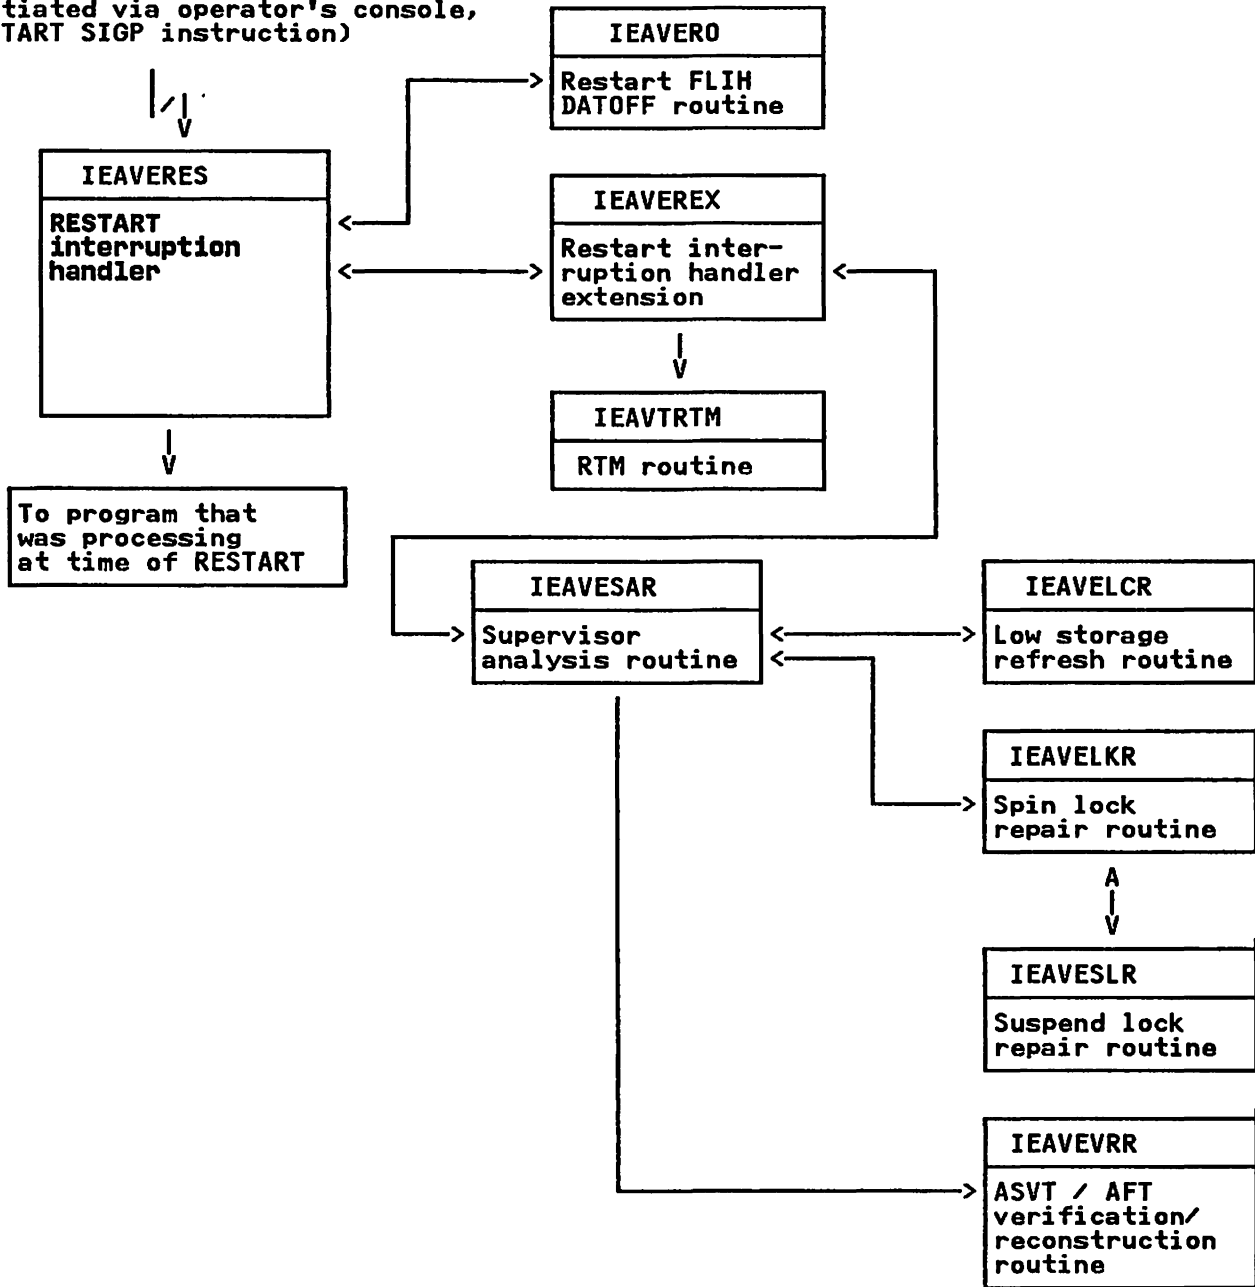 tiated via operator's console,
TART SIGP instruction)
IEAVERO
Restart FLIH
DATOFF routine
IEAVERES
RESTART
interruption
handler
IEAVEREX
Restart inter-
ruption handler
extension
IEAVTRTM
RTM routine
To program that
was processing
at time of RESTART
IEAVESAR
Supervisor
analysis routine
IEAVELCR
Low storage
refresh routine
IEAVELKR
Spin lock
repair routine
IEAVESLR
Suspend lock
repair routine
IEAVEVRR
ASVT / AFT
verification/
reconstruction
routine